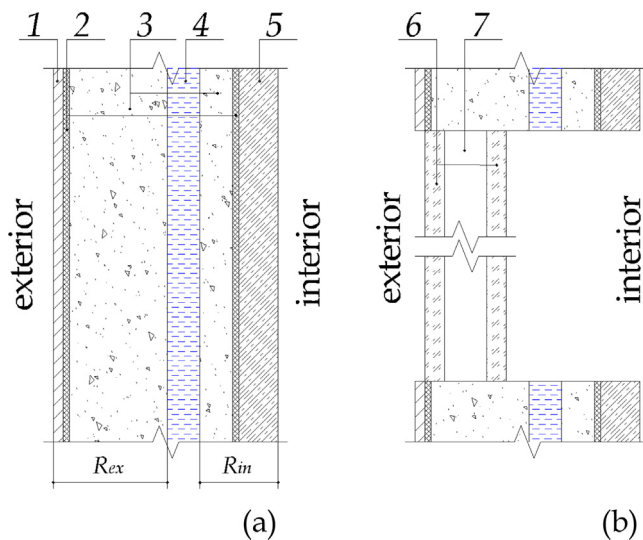 1 2 3 4 5
6 7
exterior
interior
exterior
interior
Rex
Rin
(a)
(b)